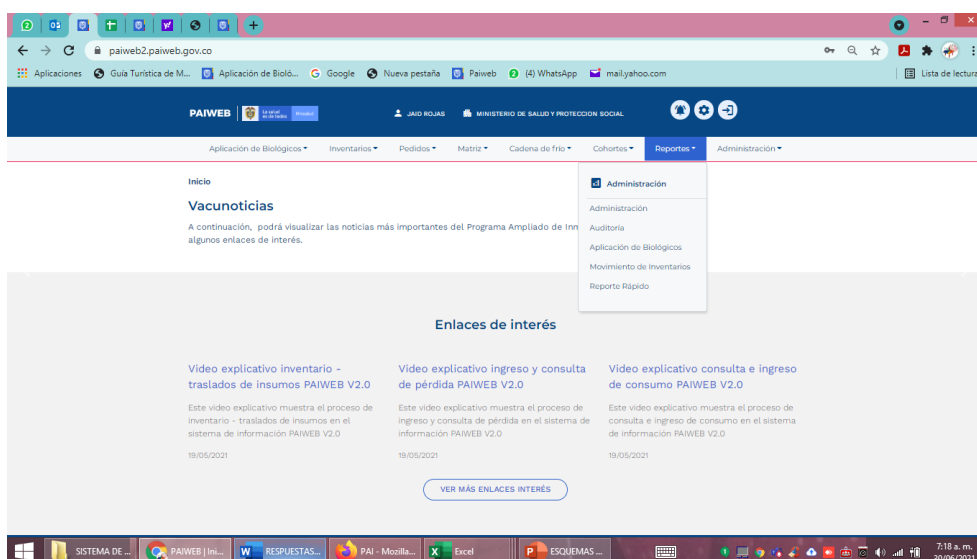 paiweb2.paiweb.gov.co
Aplicaciones Guía Turística de M... Aplicación de Bioló... Google Nueva pestaña Paiweb (4) WhatsApp mail.yahoo.com Lista de lectura
PAIWEB La salud es de todos Minsalud JAID ROJAS MINISTERIO DE SALUD Y PROTECCION SOCIAL
Aplicación de Biológicos Inventarios Pedidos Matriz Cadena de frío Cohortes Reportes Administración
Inicio
Administración
Vacunoticias
Administración
A continuación, podrá visualizar las noticias más importantes del Programa Ampliado de Inm
Auditoria
algunos enlaces de interés.
Aplicación de Biológicos
Movimiento de Inventarios
Reporte Rápido
Enlaces de interés
Video explicativo inventario -
traslados de insumos PAIWEB V2.0
Este video explicativo muestra el proceso de
inventario - traslados de insumos en el
sistema de información PAIWEB V2.0
19/05/2021
Video explicativo ingreso y consulta
de pérdida PAIWEB V2.0
Este video explicativo muestra el proceso de
ingreso y consulta de pérdida en el sistema de
información PAIWEB V2.0
19/05/2021
Video explicativo consulta e ingreso
de consumo PAIWEB V2.0
Este video explicativo muestra el proceso de
consulta e ingreso de consumo en el sistema
de información PAIWEB V2.0
19/05/2021
VER MÁS ENLACES INTERÉS
SISTEMA DE ... PAIWEB | Ini... RESPUESTAS... PAI - Mozilla... Excel ESQUEMAS ... 7:18 a. m.
30/06/2021